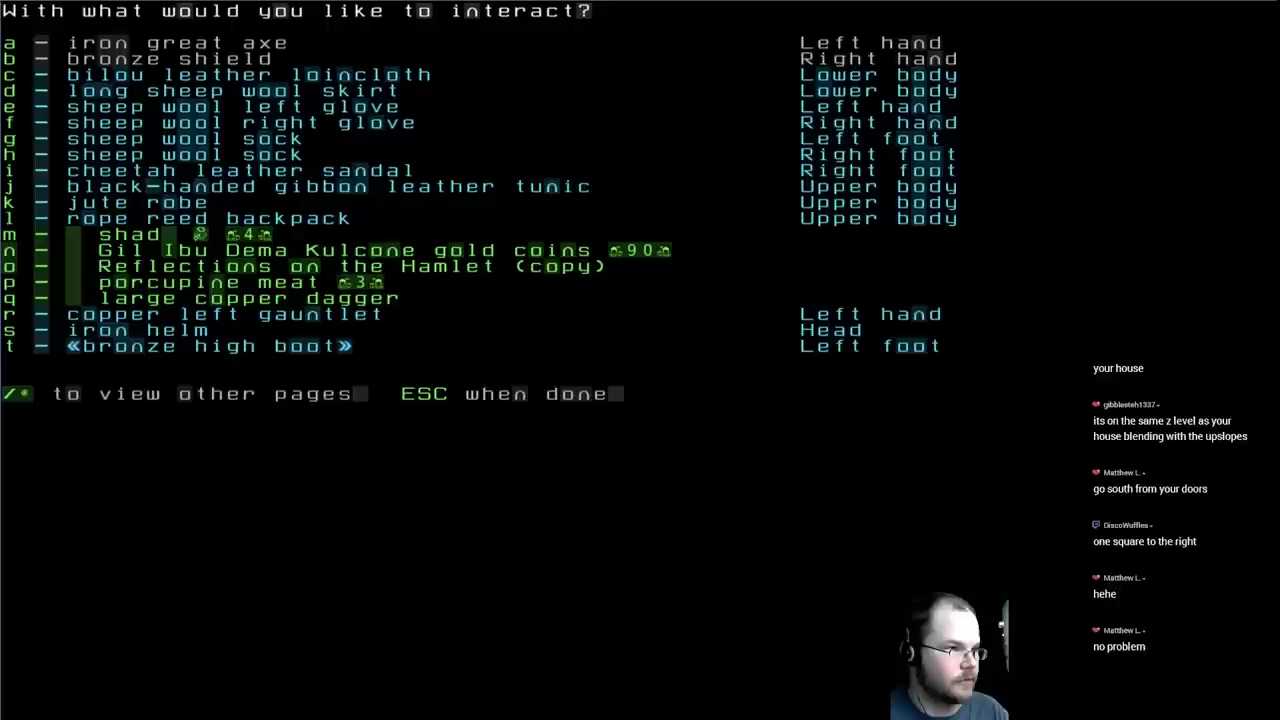 With what would you like to interact?
a - iron great axe Left hand
b - bronze shield Right hand
c - bilou leather loincloth Lower body
d - long sheep wool skirt Lower body
e - sheep wool left glove Left hand
f - sheep wool right glove Right hand
g - sheep wool sock Left foot
h - sheep wool sock Right foot
i - cheetah leather sandal Right foot
j - black-handed gibbon leather tunic Upper body
k - jute robe Upper body
l - rope reed backpack Upper body
m - shad 4
n - Gil Ibu Dema Kulcone gold coins 90
o - Reflections on the Hamlet (copy)
p - porcupine meat 3
q - large copper dagger
r - copper left gauntlet Left hand
s - iron helm Head
t - «bronze high boot» Left foot
/* to view other pages ESC when done
your house
gibblesteh1337
its on the same z level as your
house blending with the upslopes
Matthew L.
go south from your doors
DiscoWoffles
one square to the right
Matthew L.
hehe
Matthew L.
no problem